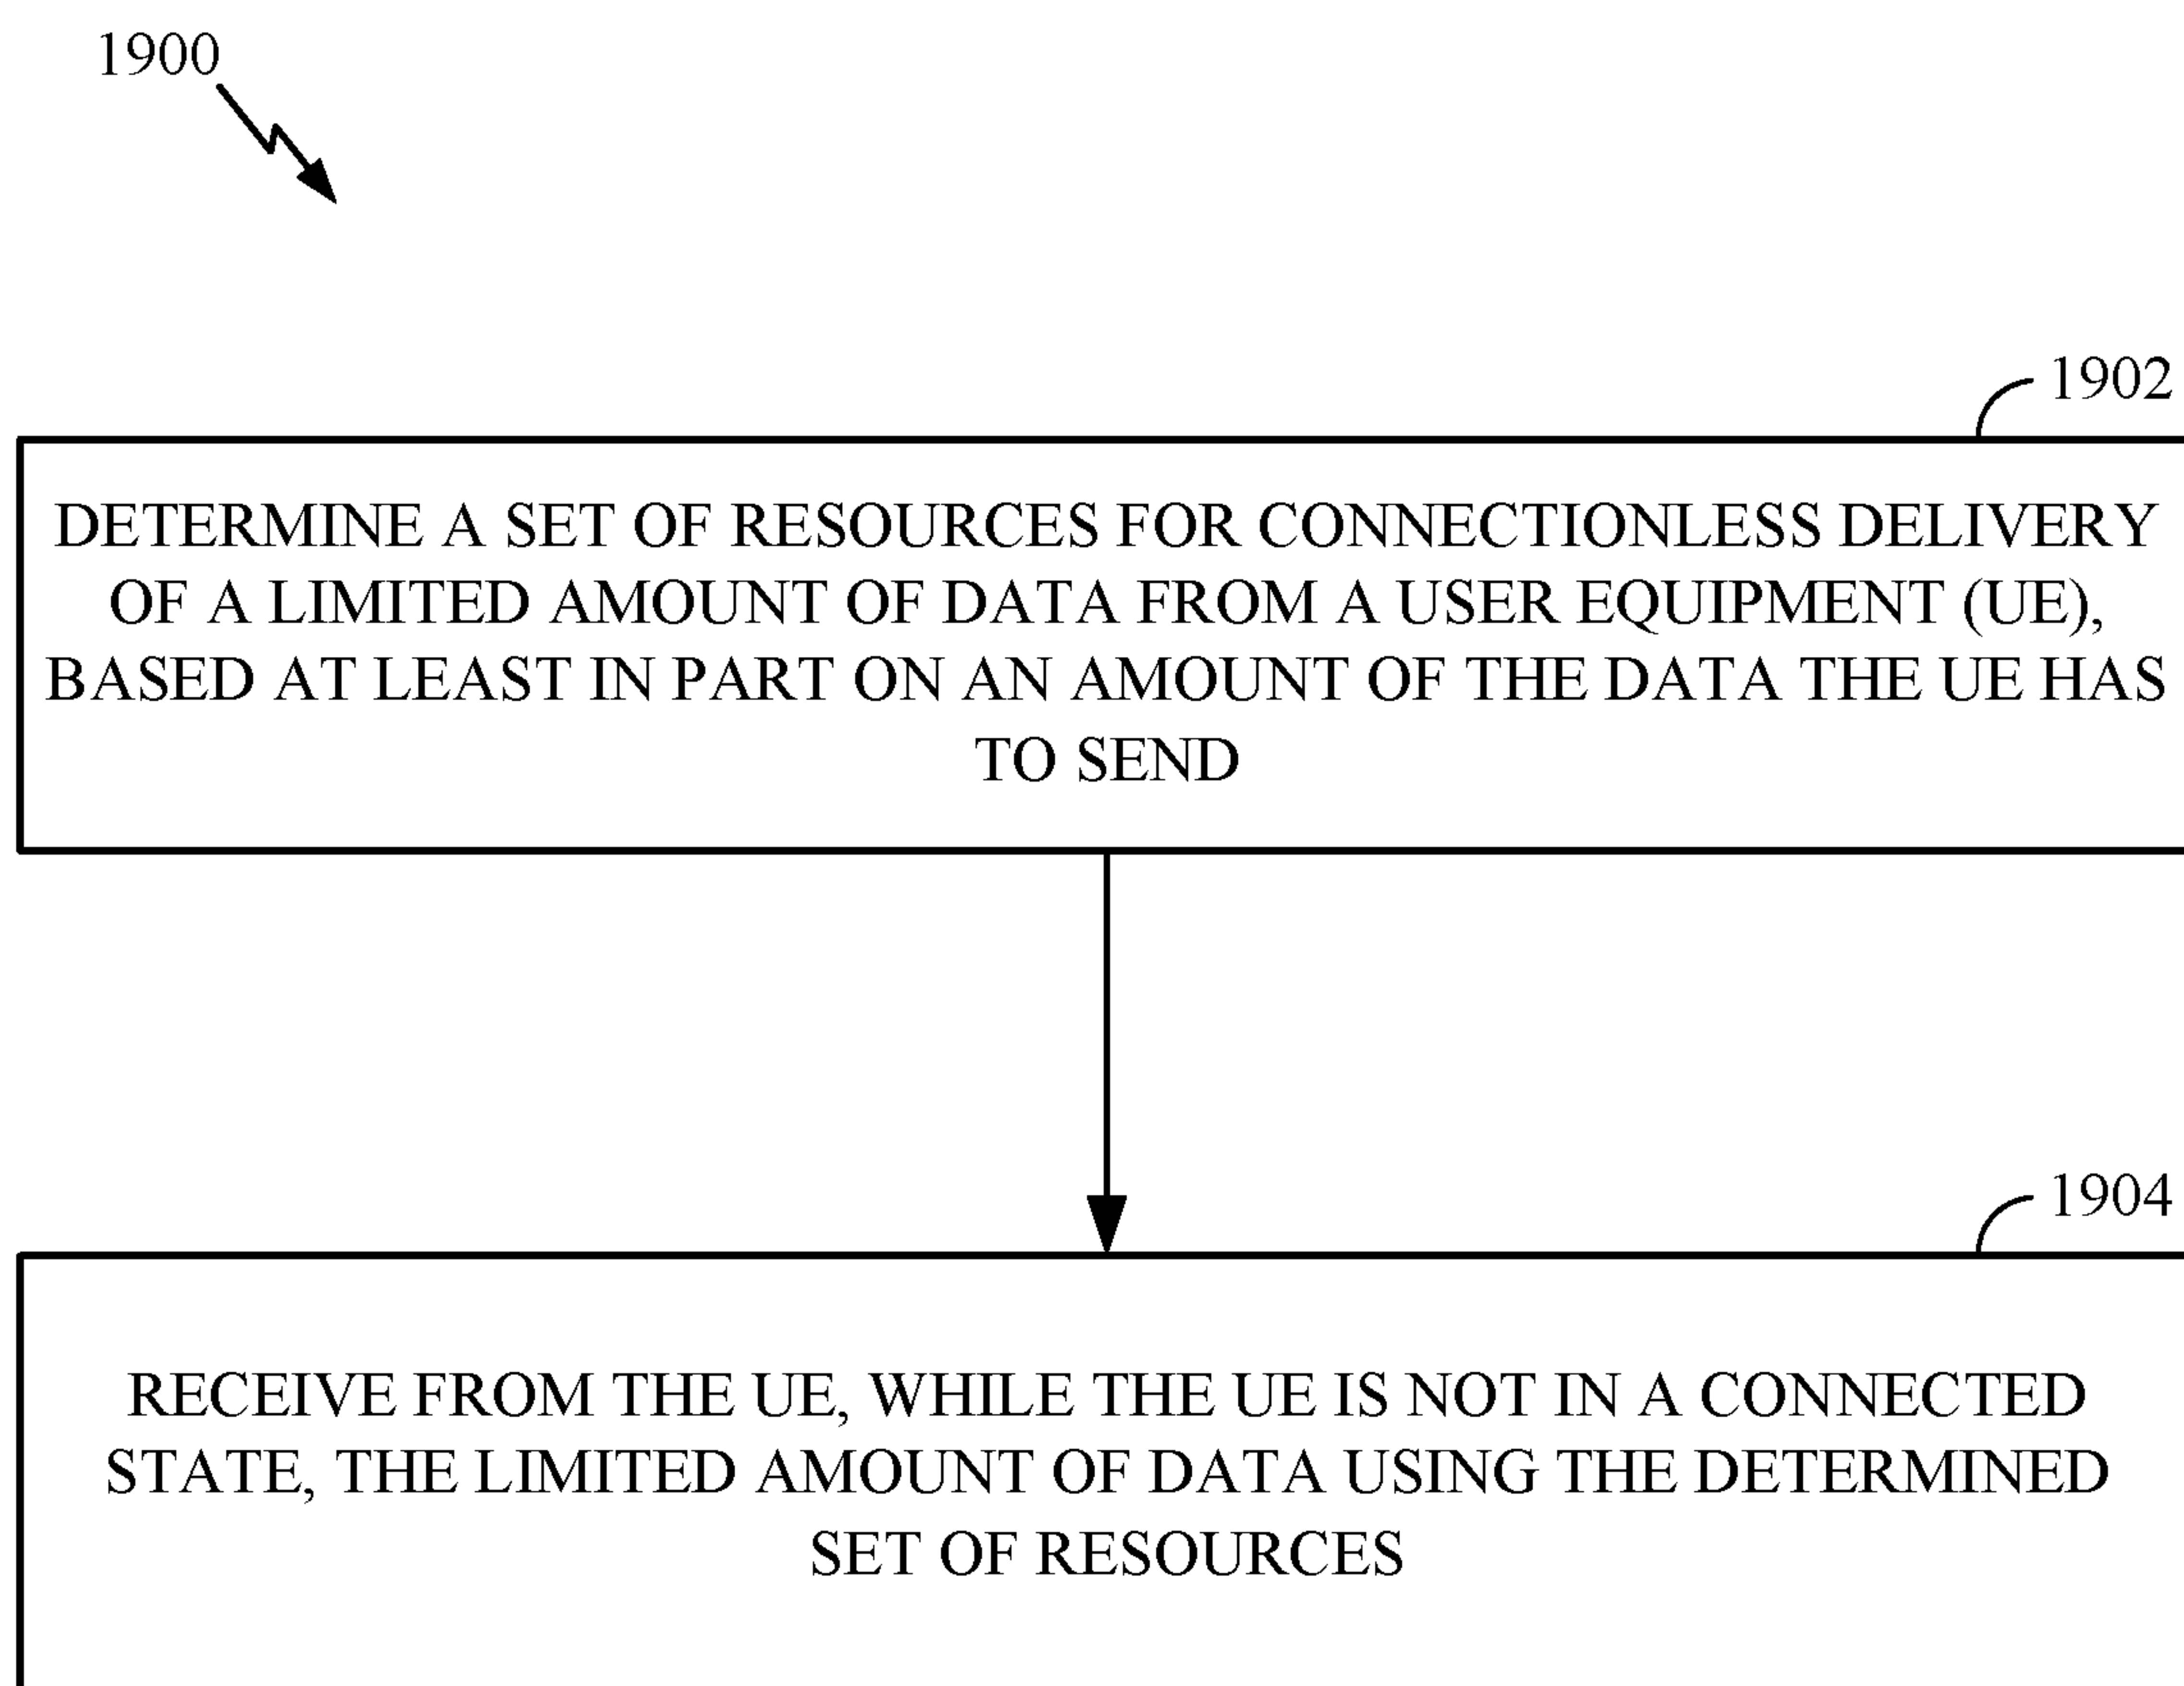 1900
1902
DETERMINE A SET OF RESOURCES FOR CONNECTIONLESS DELIVERY
OF A LIMITED AMOUNT OF DATA FROM A USER EQUIPMENT (UE),
BASED AT LEAST IN PART ON AN AMOUNT OF THE DATA THE UE HAS
TO SEND
1904
RECEIVE FROM THE UE, WHILE THE UE IS NOT IN A CONNECTED
STATE, THE LIMITED AMOUNT OF DATA USING THE DETERMINED
SET OF RESOURCES